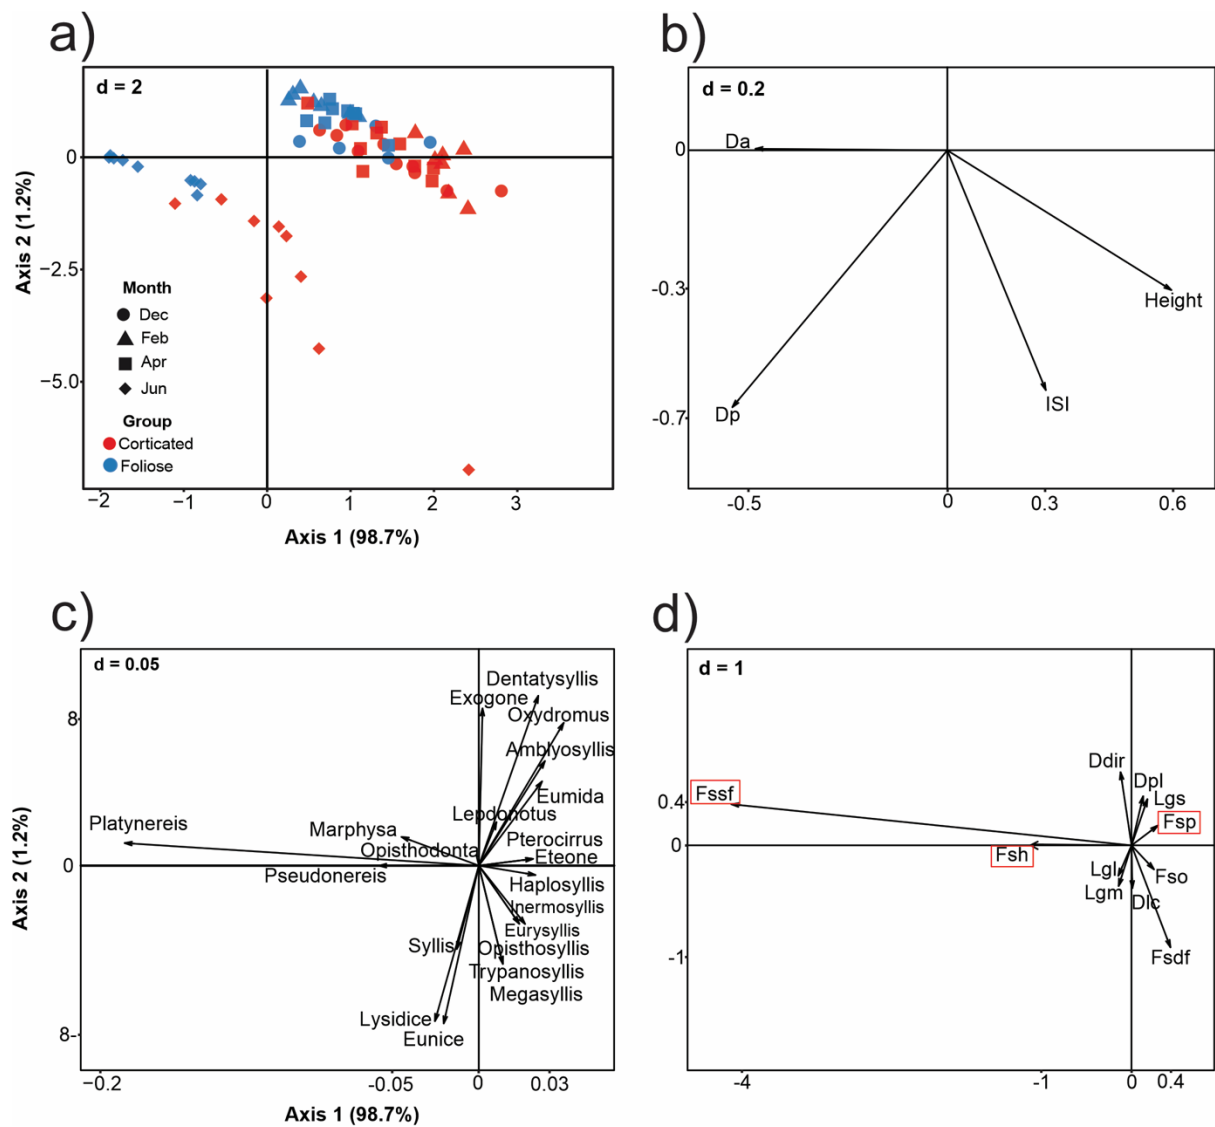 a)
d = 2
Axis 2 (1.2%)
0
−2.5
−5.0
Month
Dec
Feb
Apr
Jun
Group
Corticated
Foliose
−2
−1
0
1
2
3
Axis 1 (98.7%)
b)
d = 0.2
0
-0.3
-0.7
Da
Dp
ISI
Height
-0.5
0
0.3
0.6
c)
d = 0.05
Axis 2 (1.2%)
8
0
8-
Dentatysyllis
Exogone
Oxydromus
Amblyosyllis
Eumida
Lepdonotus
Platynereis
Marphysa
Pterocirrus
Opisthodonta
Eteone
Pseudonereis
Haplosyllis
Inermosyllis
Eurysyllis
Syllis
Opisthosyllis
Trypanosyllis
Megasyllis
Lysidice
Eunice
−0.2
-0.05
0
0.03
Axis 1 (98.7%)
d)
d = 1
0.4
0
-1
Ddir
Dpl
Fssf
Lgs
Fsp
Fsh
Lgl
Fso
Lgm
Dlc
Fsdf
-4
-1
0
0.4